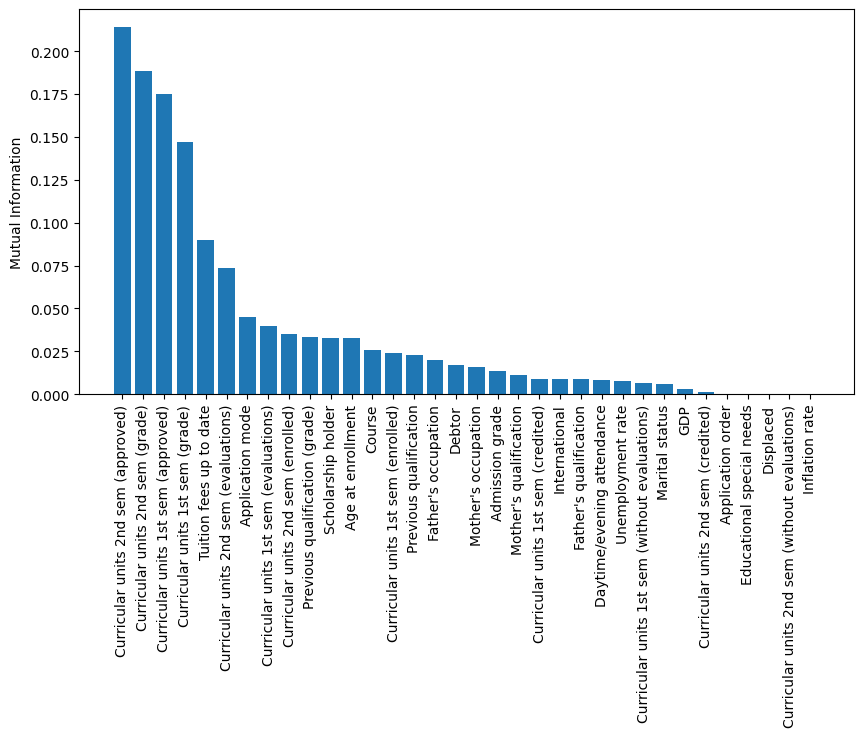 Mutual Information
0.200
0.175
0.150
0.125
0.100
0.075
0.050
0.025
0.000
Curricular units 2nd sem (approved)
Curricular units 2nd sem (grade)
Curricular units 1st sem (approved)
Curricular units 1st sem (grade)
Tuition fees up to date
Curricular units 2nd sem (evaluations)
Application mode
Curricular units 1st sem (evaluations)
Curricular units 2nd sem (enrolled)
Previous qualification (grade)
Scholarship holder
Age at enrollment
Course
Curricular units 1st sem (enrolled)
Previous qualification
Father's occupation
Debtor
Mother's occupation
Admission grade
Mother's qualification
Curricular units 1st sem (credited)
International
Father's qualification
Daytime/evening attendance
Unemployment rate
Curricular units 1st sem (without evaluations)
Marital status
GDP
Curricular units 2nd sem (credited)
Application order
Educational special needs
Displaced
Curricular units 2nd sem (without evaluations)
Inflation rate